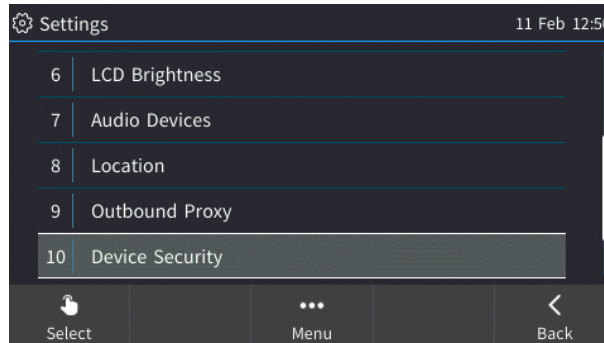 Settings 11 Feb 12:50
6 LCD Brightness
7 Audio Devices
8 Location
9 Outbound Proxy
10 Device Security
Select Menu Back